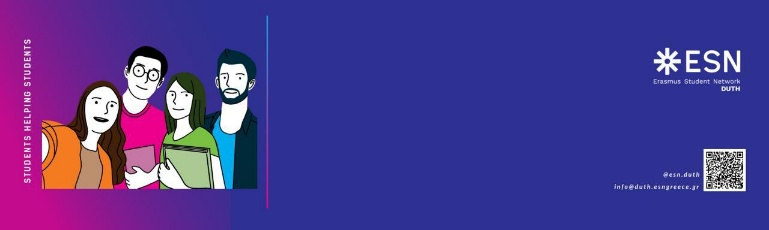 STUDENTS HELPING STUDENTS
ESN
Erasmus Student Network
DUTH
@esn.duth
info@duth.esngreece.gr